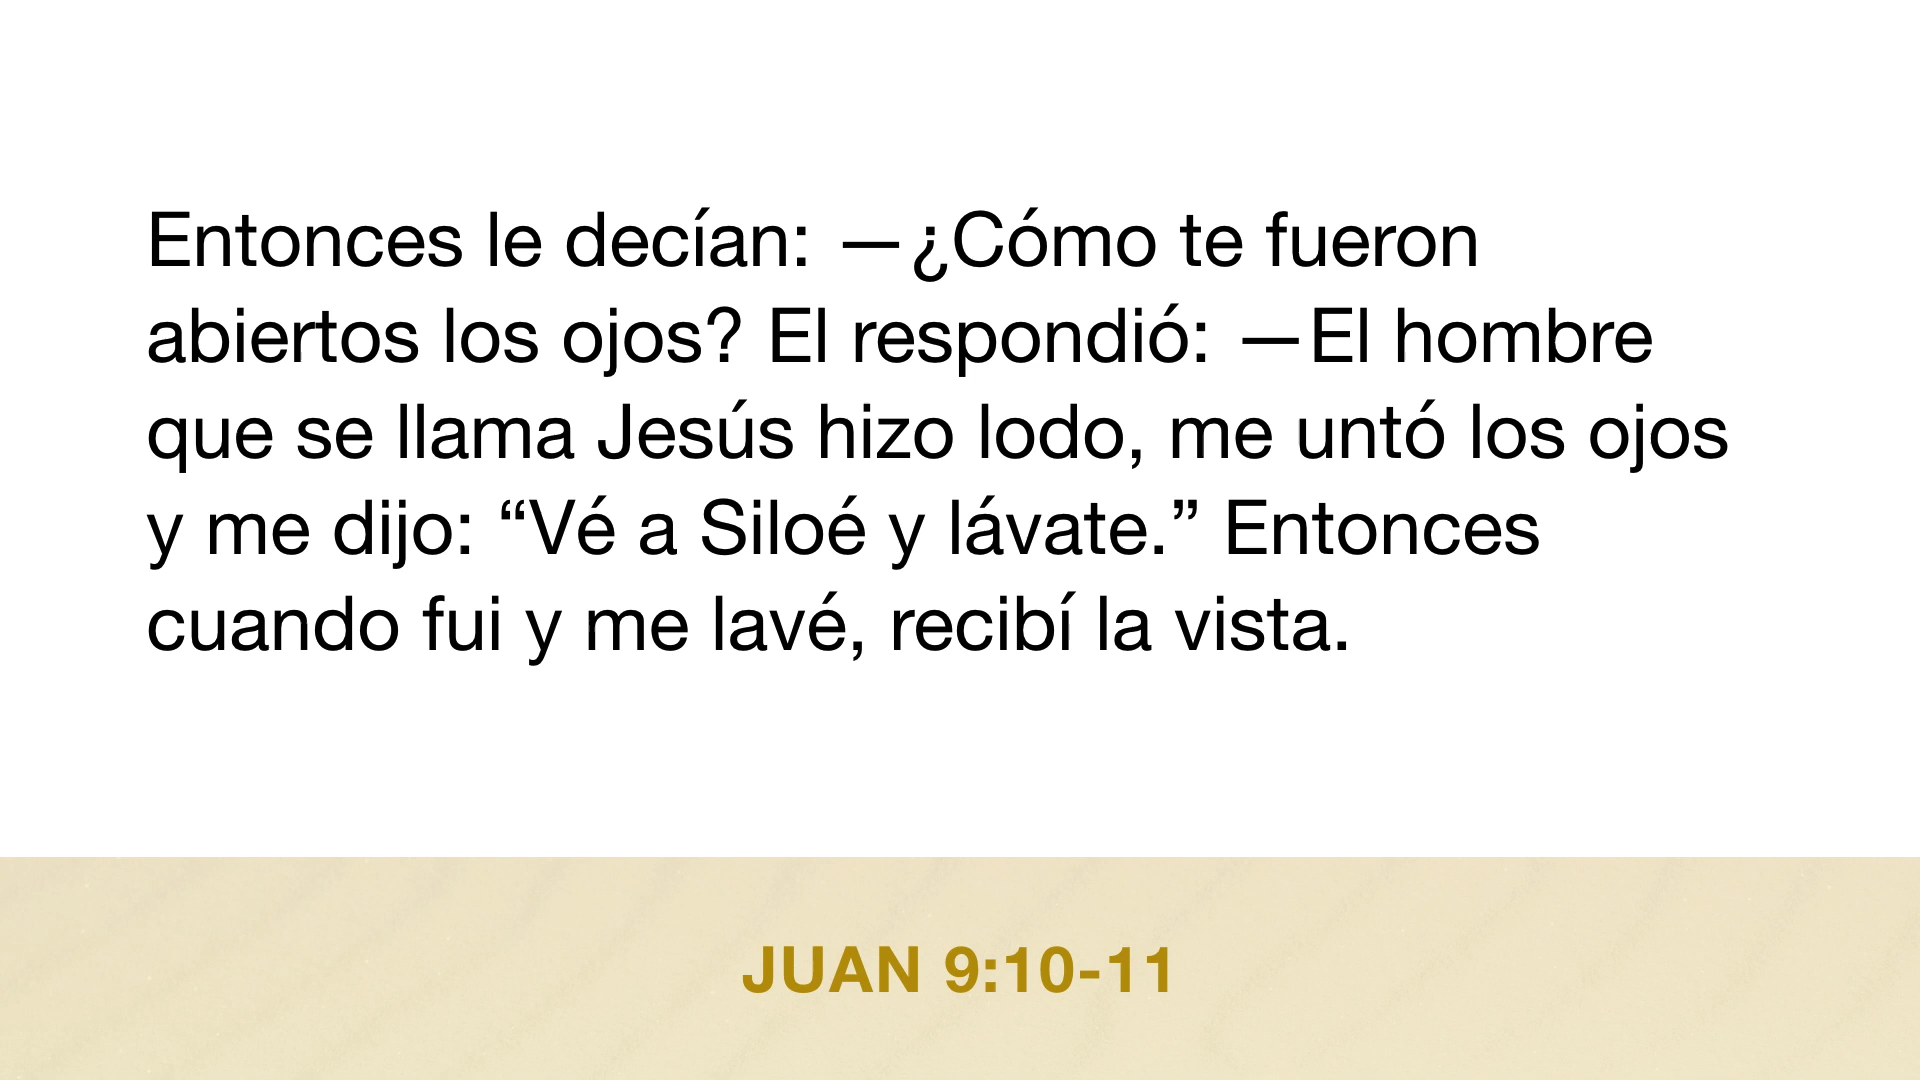 Entonces le decían: —¿Cómo te fueron
abiertos los ojos? El respondió: —El hombre
que se llama Jesús hizo lodo, me untó los ojos
y me dijo: “Vé a Siloé y lávate.” Entonces
cuando fui y me lavé, recibí la vista.
JUAN 9:10-11